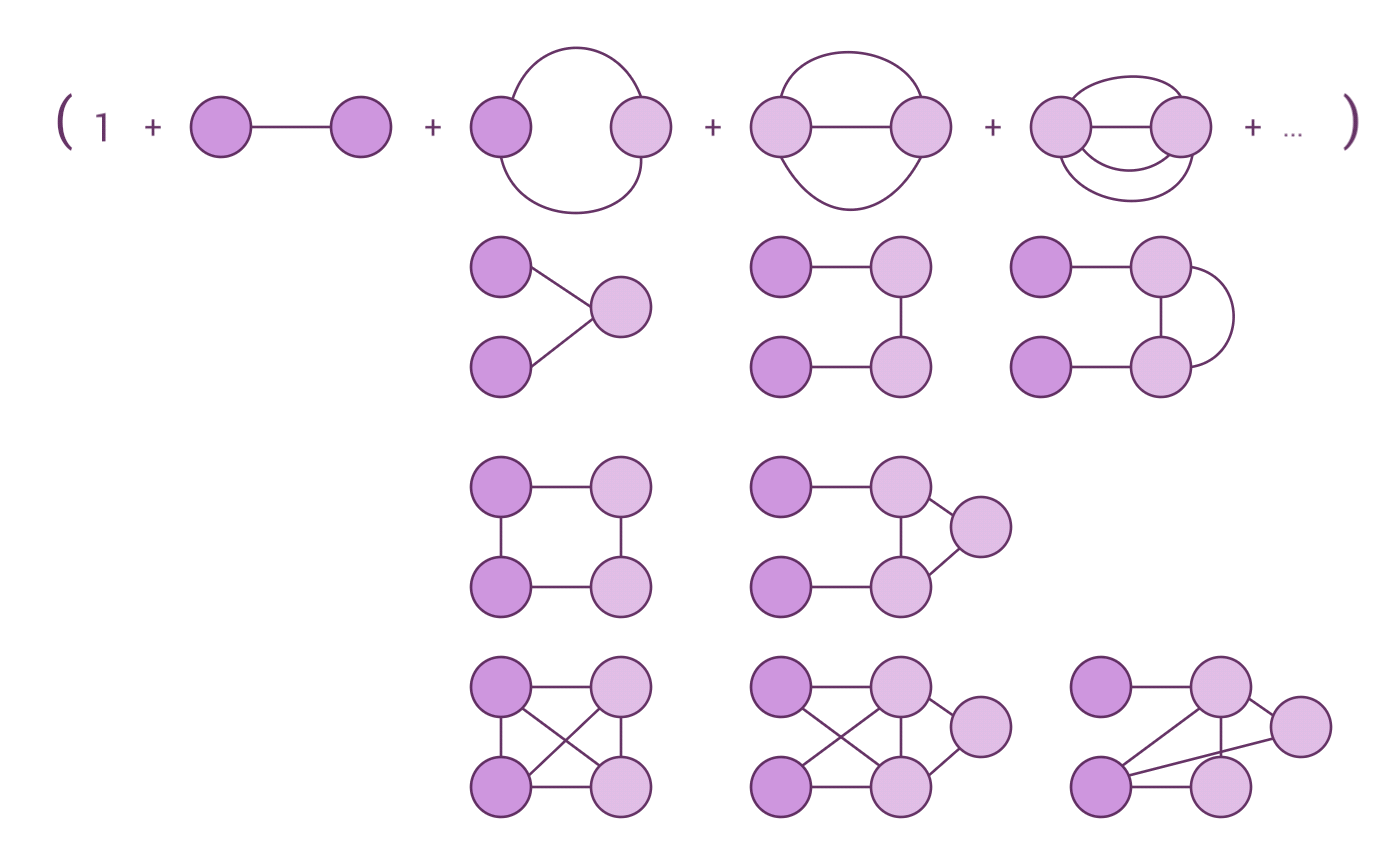 ( 1 + + + + + ... )